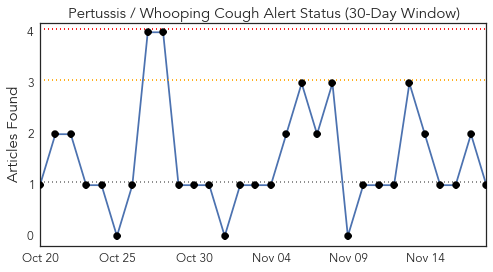 Pertussis / Whooping Cough Alert Status (30-Day Window)
Articles Found
4
3
2
1
0
Oct 20 Oct 25 Oct 30 Nov 04 Nov 09 Nov 14